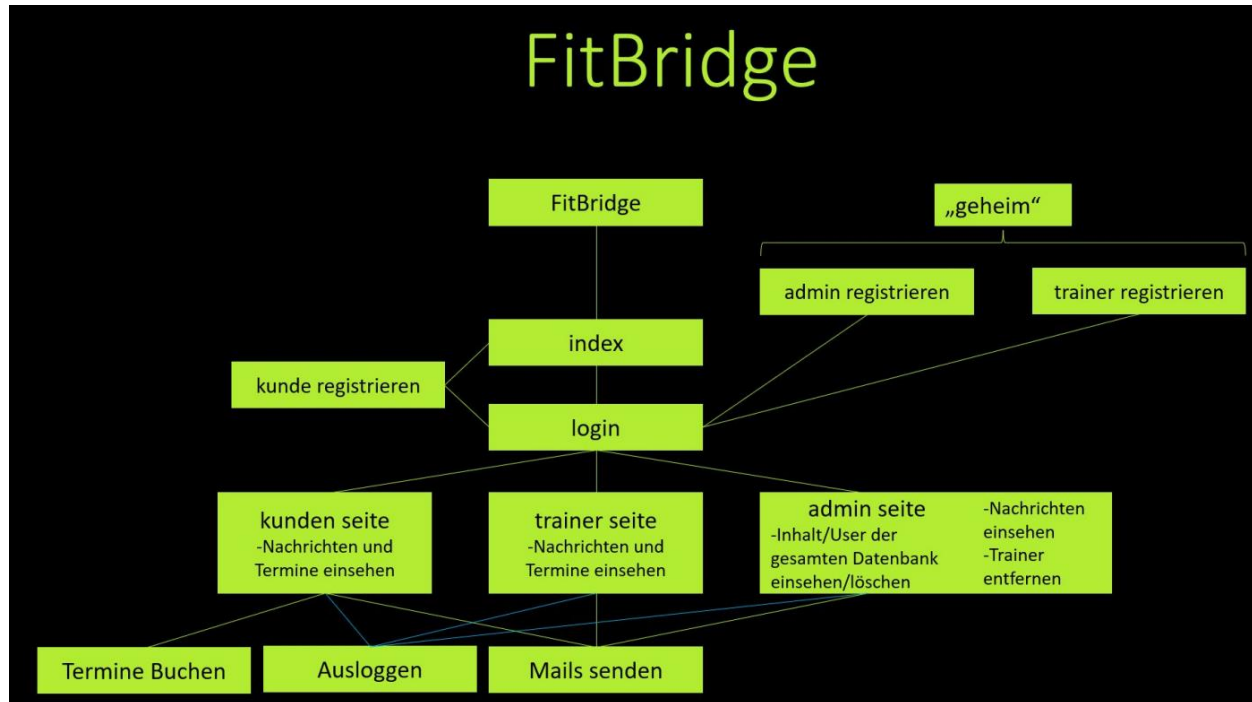 FitBridge
FitBridge
„geheim“
admin registrieren
trainer registrieren
index
kunde registrieren
login
kunden seite
-Nachrichten und
Termine einsehen
trainer seite
-Nachrichten und
Termine einsehen
admin seite
-Inhalt/User der
gesamten Datenbank
einsehen/löschen
-Nachrichten
einsehen
-Trainer
entfernen
Termine Buchen
Ausloggen
Mails senden